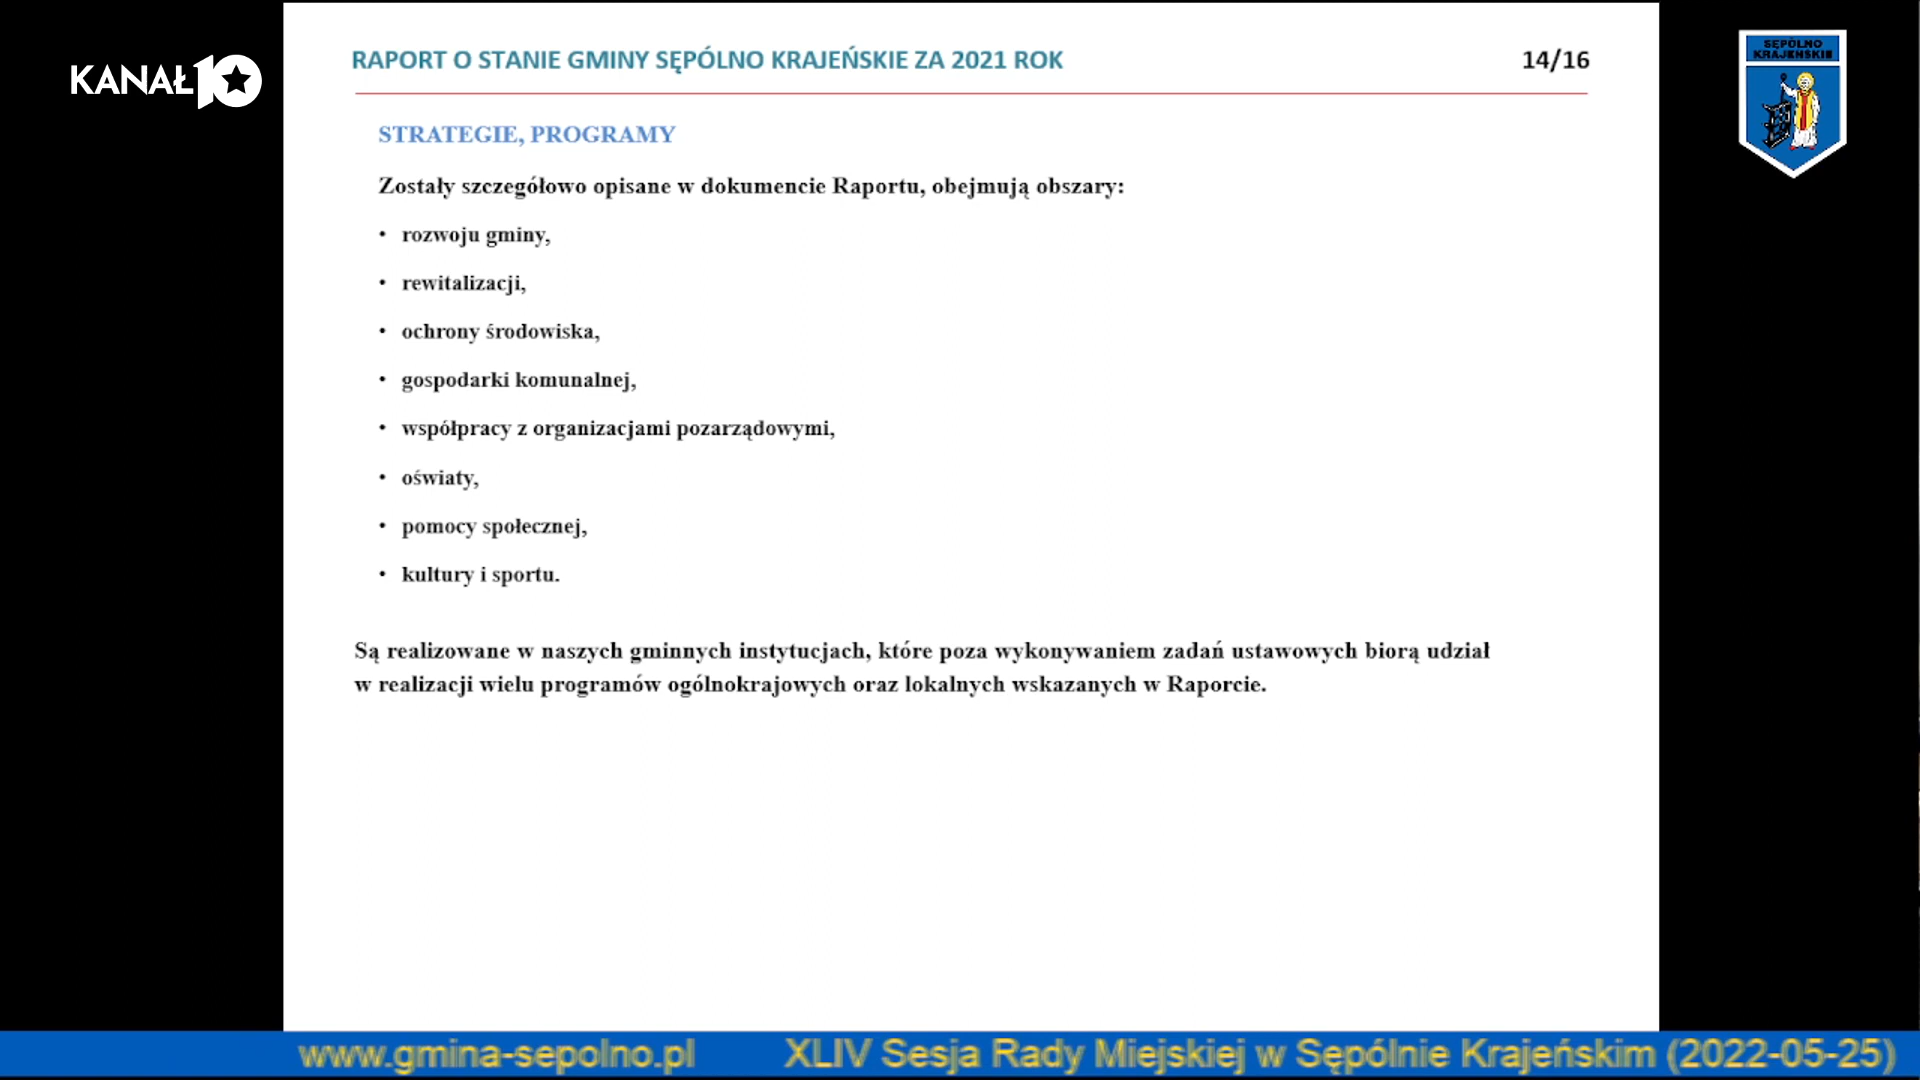 KANAŁ10
RAPORT O STANIE GMINY SĘPÓLNO KRAJEŃSKIE ZA 2021 ROK
14/16
SĘPÓLNO
KRAJEŃSKIE
STRATEGIE, PROGRAMY
Zostały szczegółowo opisane w dokumencie Raportu, obejmują obszary:
• rozwoju gminy,
• rewitalizacji,
• ochrony środowiska,
• gospodarki komunalnej,
• współpracy z organizacjami pozarządowymi,
• oświaty,
• pomocy społecznej,
• kultury i sportu.
Są realizowane w naszych gminnych instytucjach, które poza wykonywaniem zadań ustawowych biorą udział
w realizacji wielu programów ogólnokrajowych oraz lokalnych wskazanych w Raporcie.
www.gmina-sepolno.pl XLIV Sesja Rady Miejskiej w Sępólnie Krajeńskim (2022-05-25)